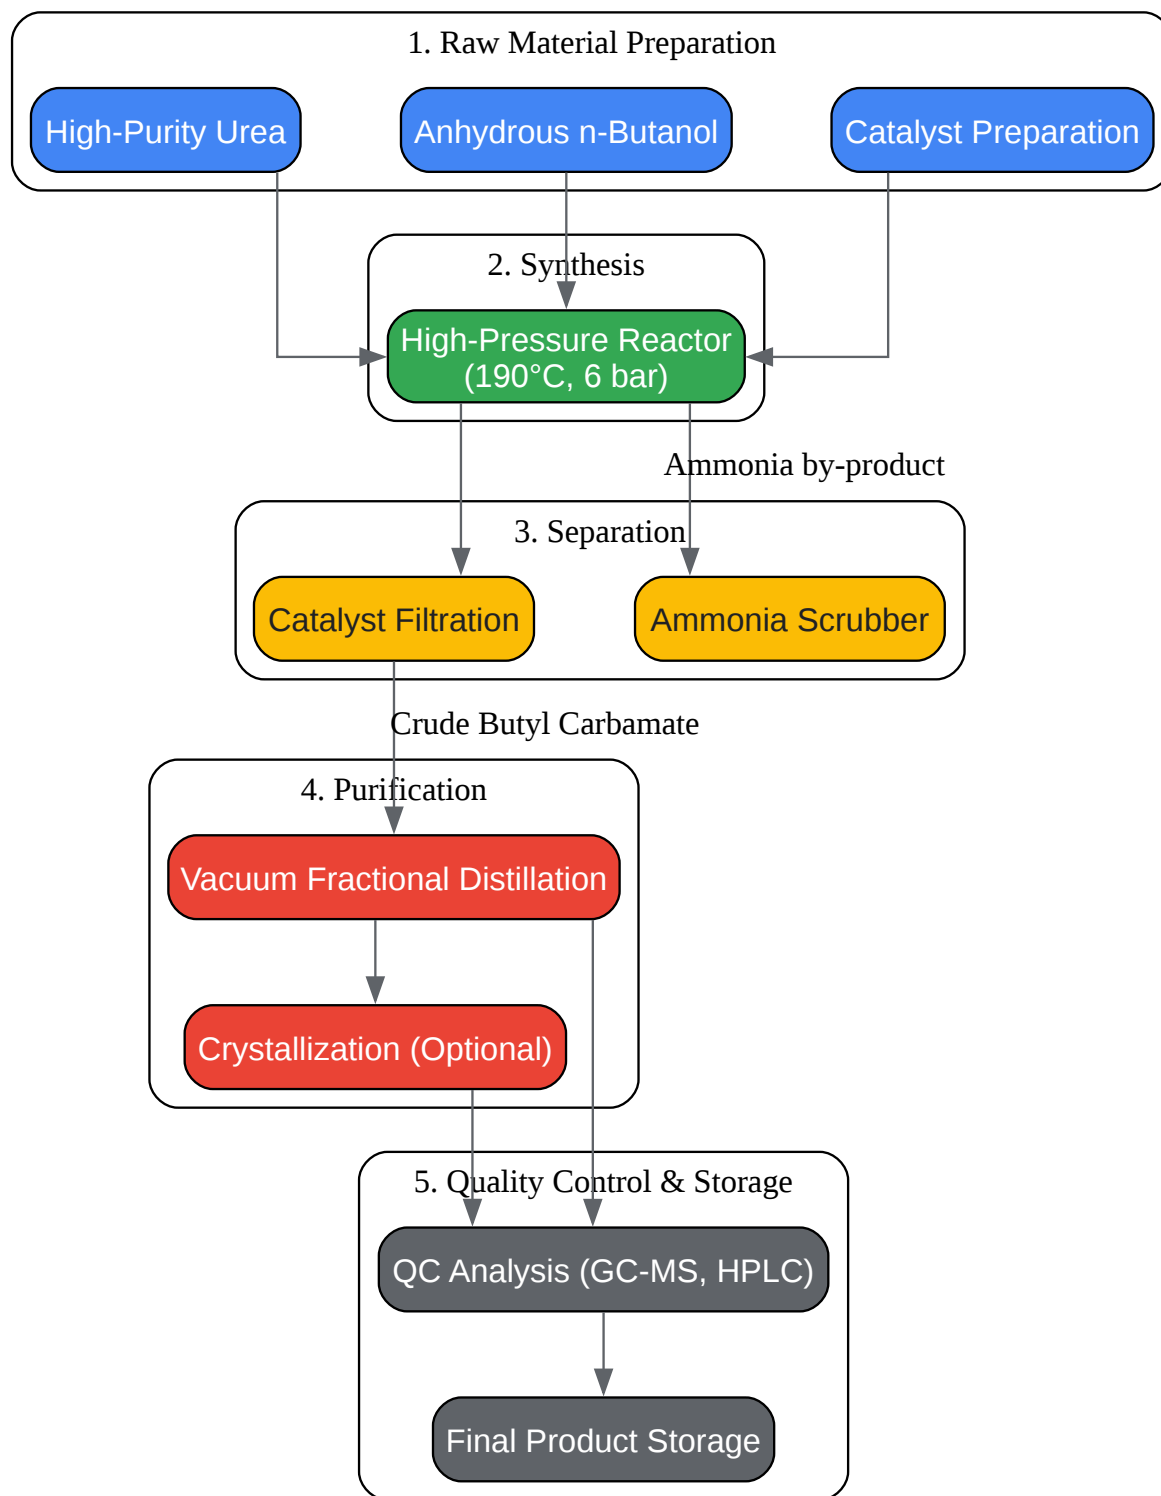 1. Raw Material Preparation
High-Purity Urea
Anhydrous n-Butanol
Catalyst Preparation
2. Synthesis
High-Pressure Reactor
(190°C, 6 bar)
Ammonia by-product
3. Separation
Catalyst Filtration
Ammonia Scrubber
Crude Butyl Carbamate
4. Purification
Vacuum Fractional Distillation
Crystallization (Optional)
5. Quality Control & Storage
QC Analysis (GC-MS, HPLC)
Final Product Storage